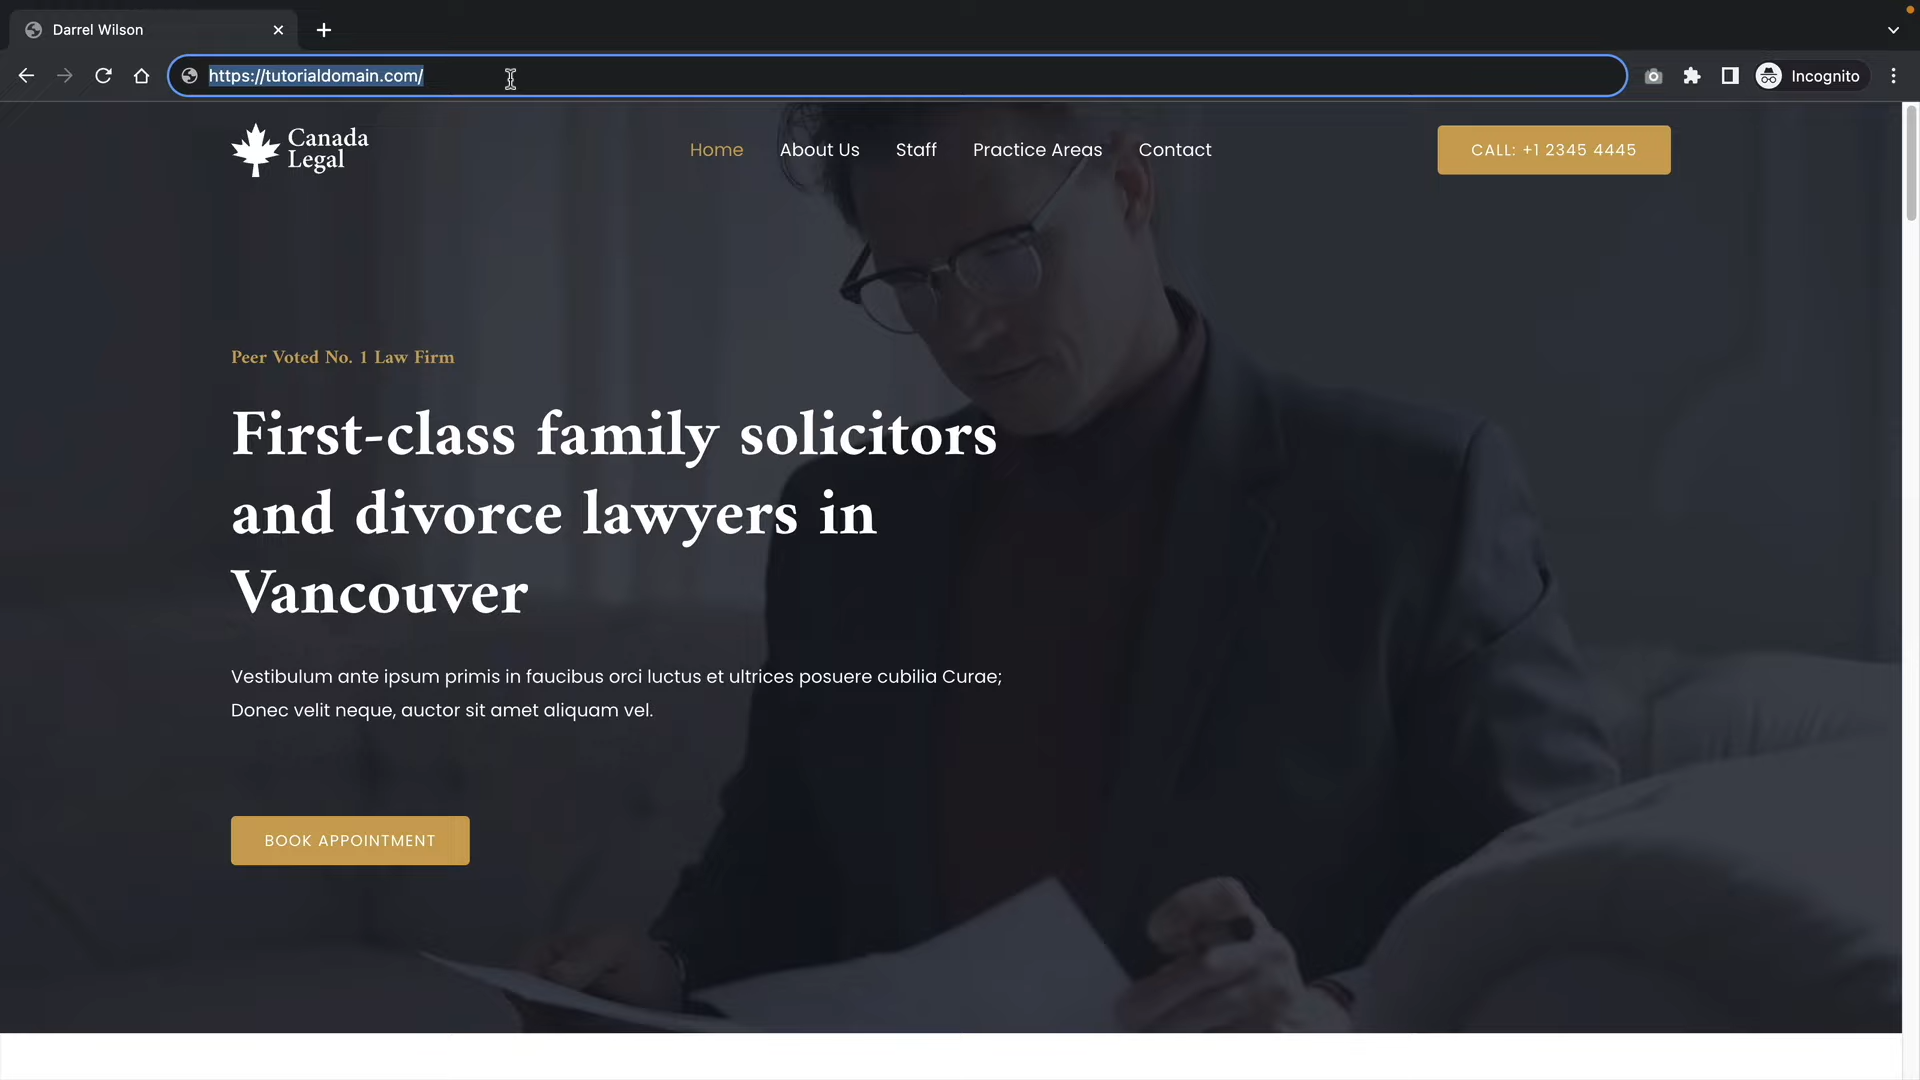 Darrel Wilson
https://tutorialdomain.com/
Incognito
Canada
Legal
Home
About Us
Staff
Practice Areas
Contact
CALL: +1 2345 4445
Peer Voted No. 1 Law Firm
First-class family solicitors
and divorce lawyers in
Vancouver
Vestibulum ante ipsum primis in faucibus orci luctus et ultrices posuere cubilia Curae;
Donec velit neque, auctor sit amet aliquam vel.
BOOK APPOINTMENT